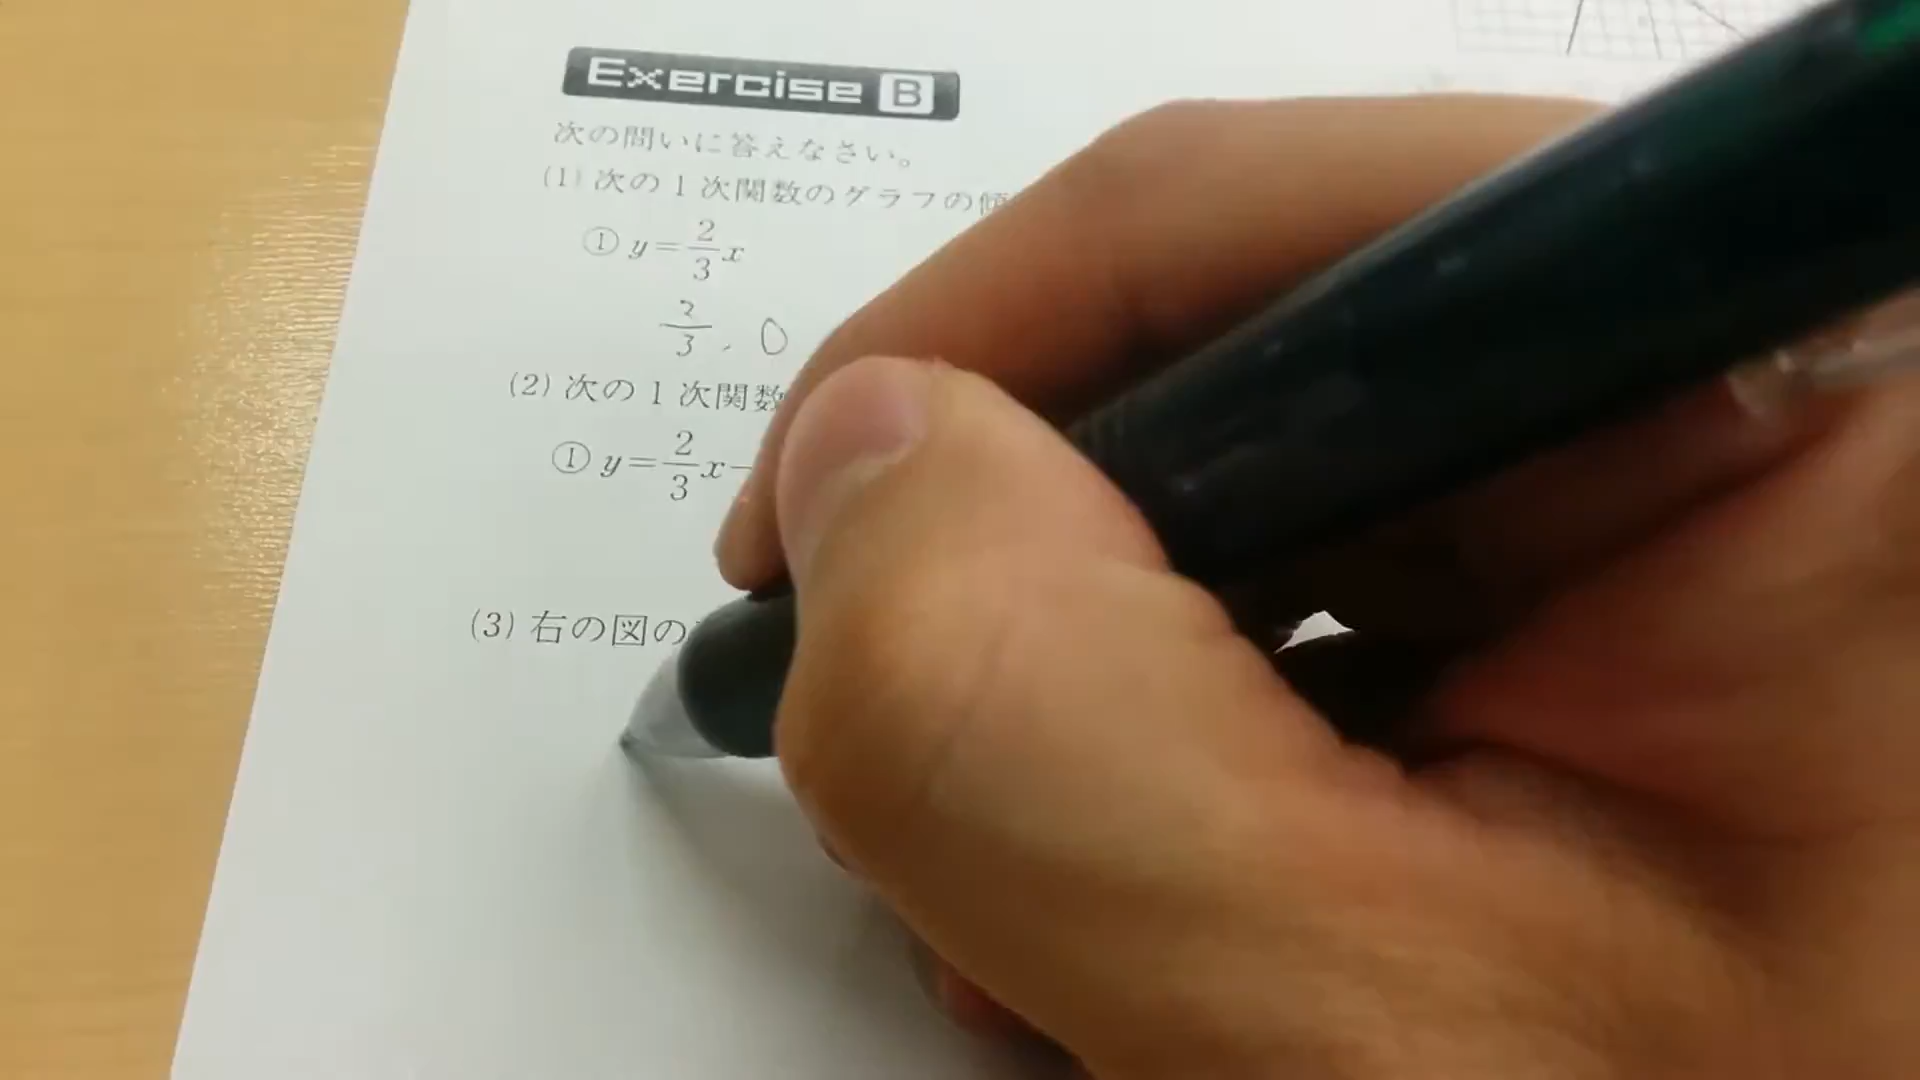 Exercise B
次の問いに答えなさい。
(1) 次の1次関数のグラフの傾
① y=2/3 x
2/3 , 0
(2) 次の1次関数
① y=2/3 x−
(3) 右の図の